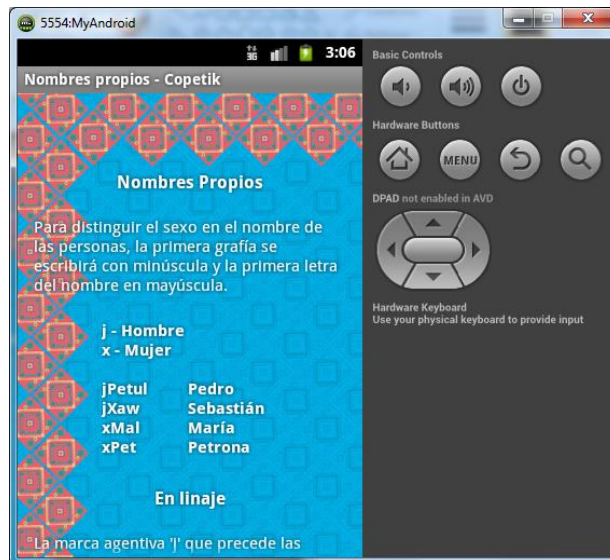 5554:MyAndroid
3G
3:06
Nombres propios - Copetik
Nombres Propios
Para distinguir el sexo en el nombre de
las personas, la primera grafía se
escribirá con minúscula y la primera letra
del nombre en mayúscula.
j - Hombre
x - Mujer
jPetul Pedro
jXaw Sebastián
xMal María
xPet Petrona
En linaje
La marca agentiva 'J' que precede las
Basic Controls
Hardware Buttons
MENU
DPAD not enabled in AVD
Hardware Keyboard
Use your physical keyboard to provide input